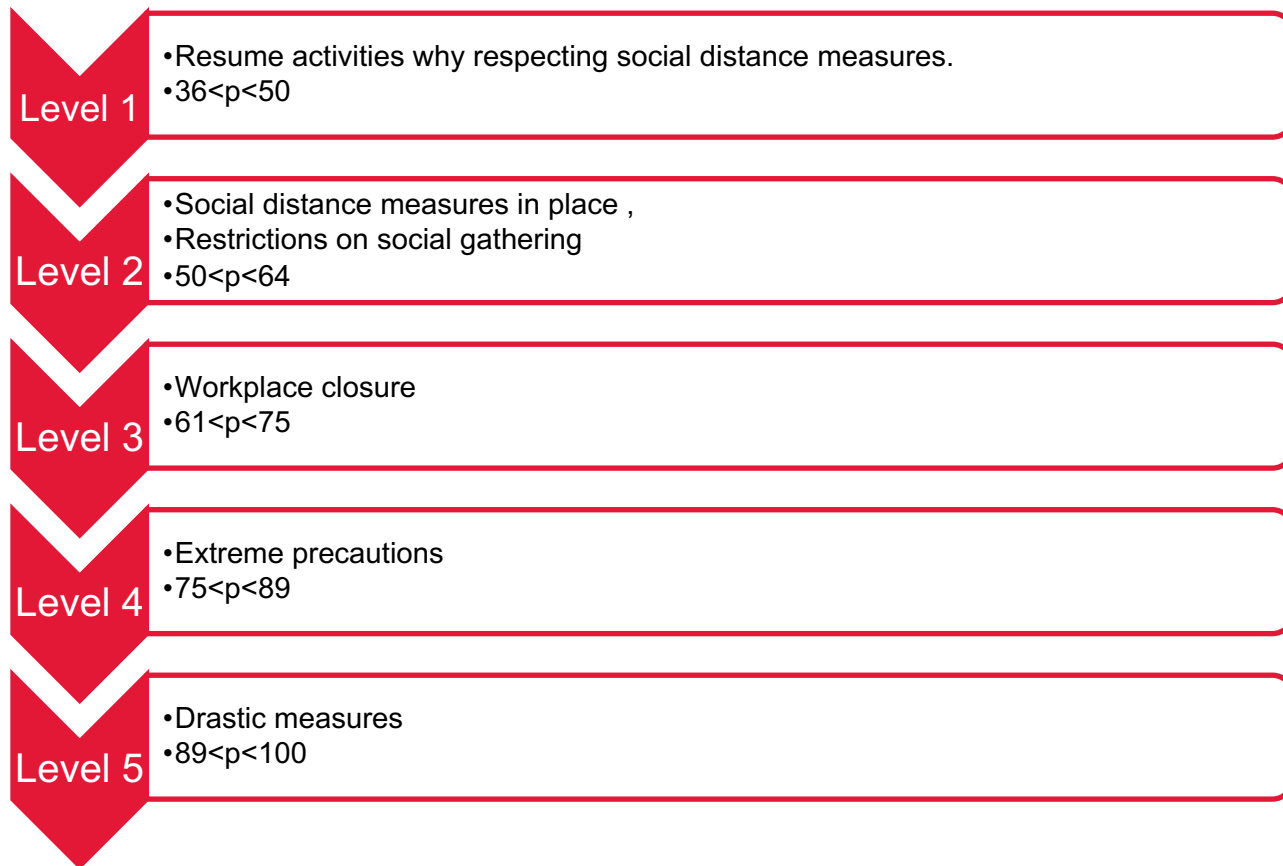 Level 1
•Resume activities why respecting social distance measures.
•36<p<50
Level 2
•Social distance measures in place ,
•Restrictions on social gathering
•50<p<64
Level 3
•Workplace closure
•61<p<75
Level 4
•Extreme precautions
•75<p<89
Level 5
•Drastic measures
•89<p<100